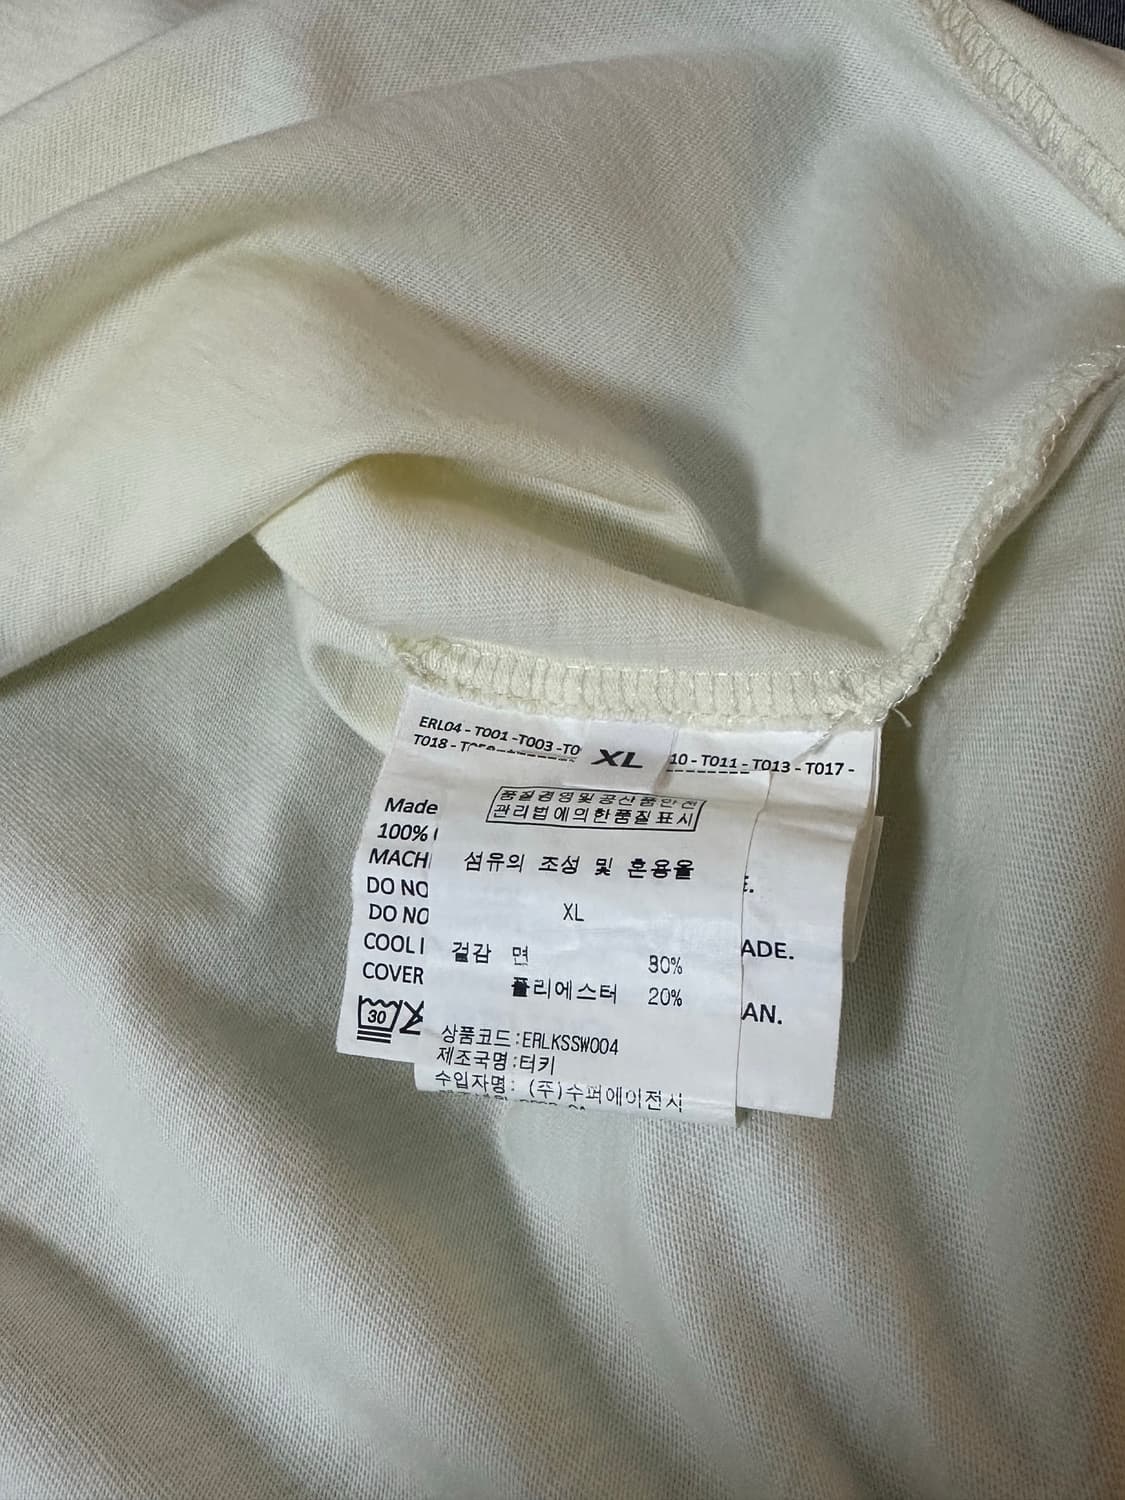 ERL04 - T001 -T003 -T0
XL
10 - T011 - T013 - T017 -
T018 -
품질경영및공산품안전
관리법에의한품질표시
Made
100%
MACHI
DO NO
DO NO
COOL I
COVER
30
섬유의 조성 및 혼용율
XL
겉감 면 80%
폴리에스터 20%
상품코드:ERLKSSW004
제조국명:터키
수입자명: (주)수퍼에이전시
E.
ADE.
AN.